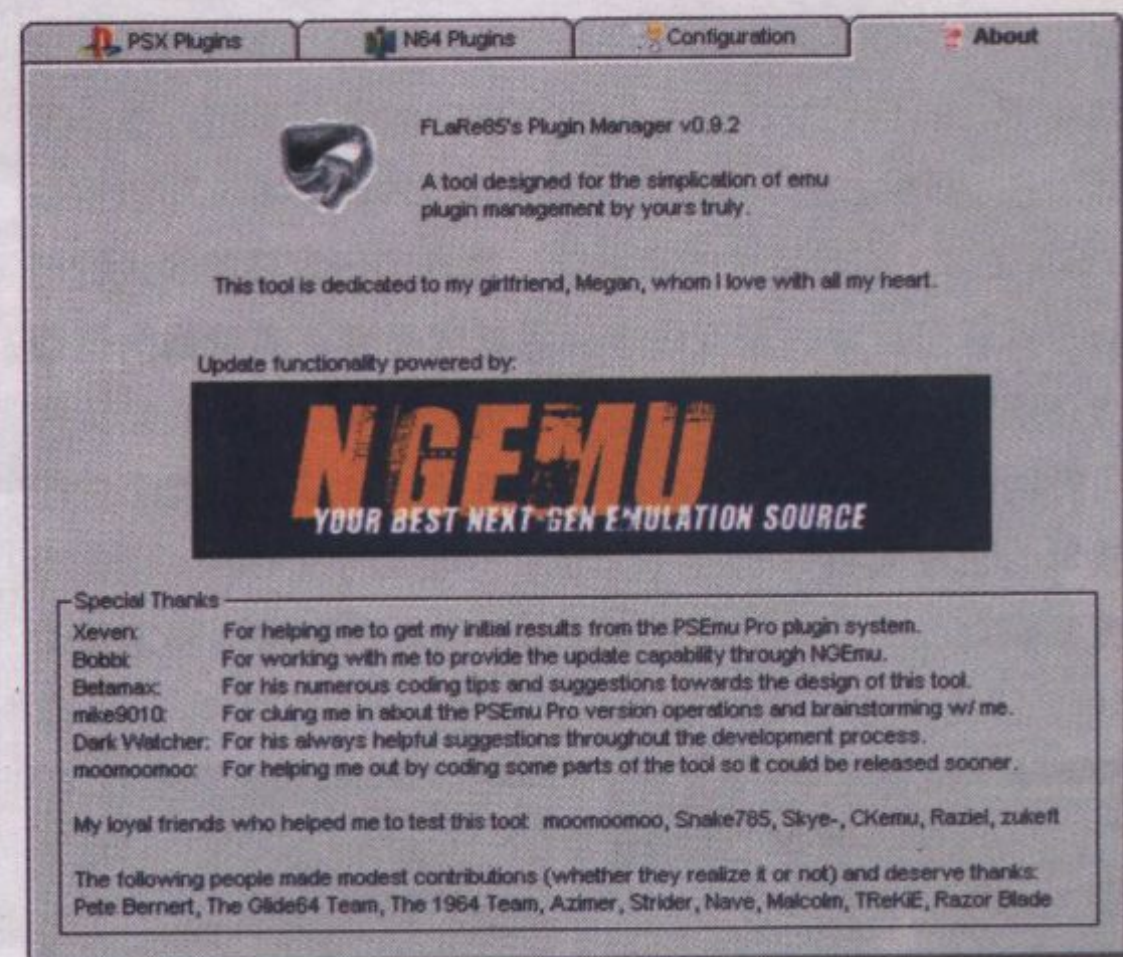 PSX Plugins N64 Plugins Configuration About
FLaRe85's Plugin Manager v0.9.2
A tool designed for the simplication of emu
plugin management by yours truly.
This tool is dedicated to my girlfriend, Megan, whom I love with all my heart.
Update functionality powered by:
NGEMU
YOUR BEST NEXT-GEN EMULATION SOURCE
Special Thanks
Xeven: For helping me to get my initial results from the PSEmu Pro plugin system.
Bobbi: For working with me to provide the update capability through NGEmu.
Betamax: For his numerous coding tips and suggestions towards the design of this tool.
mike9010: For cluing me in about the PSEmu Pro version operations and brainstorming w/ me.
Dark Watcher: For his always helpful suggestions throughout the development process.
moomoomoo: For helping me out by coding some parts of the tool so it could be released sooner.
My loyal friends who helped me to test this tool: moomoomoo, Snake785, Skye-, CKemu, Raziel, zukeft
The following people made modest contributions (whether they realize it or not) and deserve thanks:
Pete Bernert, The Glide64 Team, The 1964 Team, Azimer, Strider, Nave, Malcolm, TReKiE, Razor Blade